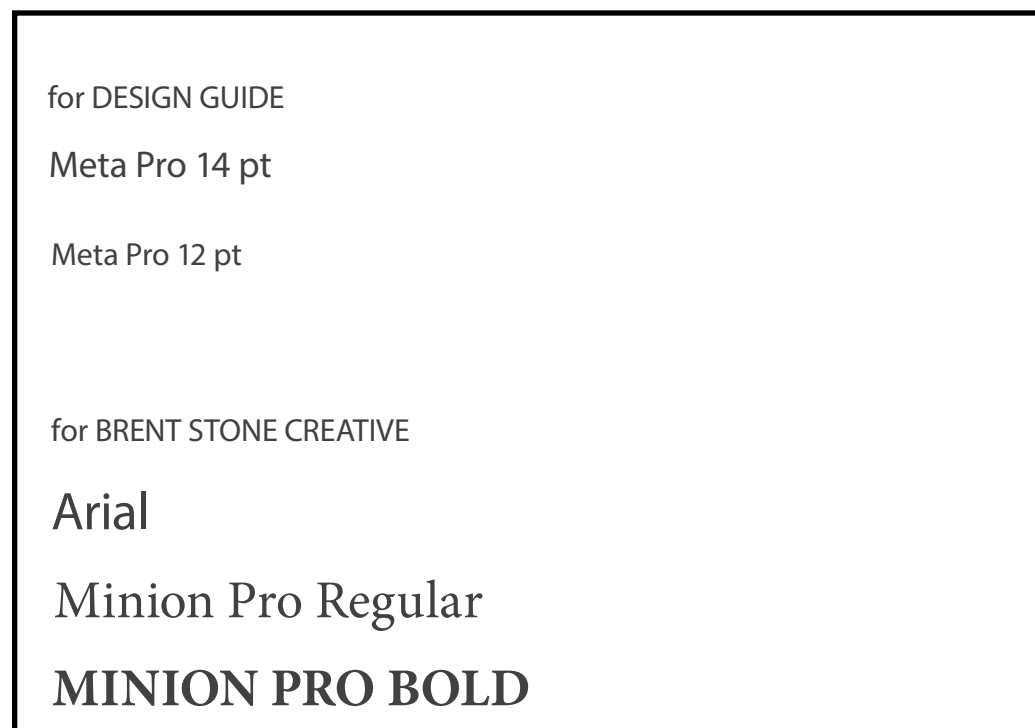 for DESIGN GUIDE
Meta Pro 14 pt
Meta Pro 12 pt
for BRENT STONE CREATIVE
Arial
Minion Pro Regular
MINION PRO BOLD